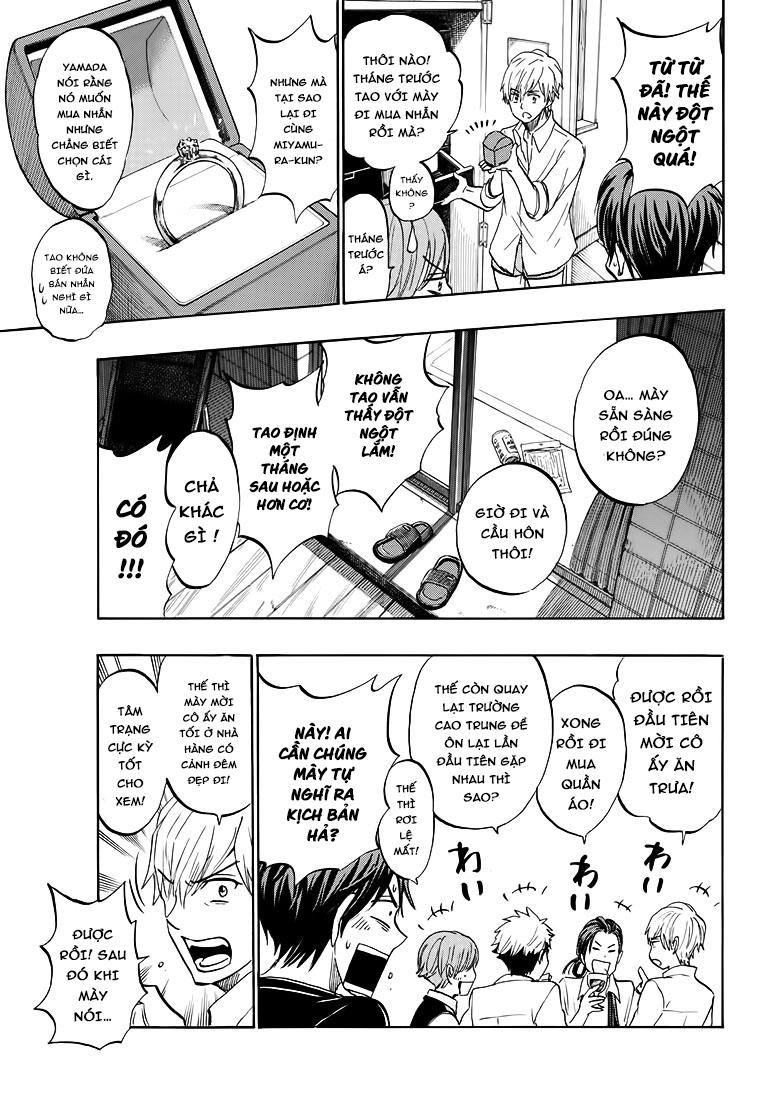 TỪ TỪ
ĐÃ! THẾ
NÀY ĐỘT
NGỘT
QUÁ!
THÔI NÀO!
THÁNG TRƯỚC
TAO VỚI MÀY
ĐI MUA NHẪN
RỒI MÀ?
THẤY
KHÔNG
?
THÁNG
TRƯỚC
Á?
NHƯNG MÀ
TẠI SAO
LẠI ĐI
CÙNG
MIYAMU-
RA-KUN?
YAMADA
NÓI RẰNG
NÓ MUỐN
MUA NHẪN
NHƯNG
CHẲNG BIẾT
CHỌN CÁI
GÌ.
TAO KHÔNG
BIẾT ĐỨA
BÁN NHẪN
NGHĨ GÌ
NỮA...
OA... MÀY
SẴN SÀNG
RỒI ĐÚNG
KHÔNG?
GIỜ ĐI VÀ
CẦU HÔN
THÔI!
KHÔNG
TAO VẪN
THẤY ĐỘT
NGỘT
LẮM!
TAO ĐỊNH
MỘT
THÁNG
SAU HOẶC
HƠN CƠ!
CHẢ
KHÁC
GÌ !
CÓ
ĐÓ
!!!
ĐƯỢC RỒI
ĐẦU TIÊN
MỜI CÔ
ẤY ĂN
TRƯA!
XONG
RỒI ĐI
MUA
QUẦN
ÁO!
THẾ CÒN QUAY
LẠI TRƯỜNG
CAO TRUNG ĐỂ
ÔN LẠI LẦN
ĐẦU TIÊN GẶP
NHAU THÌ
SAO?
THẾ
THÌ
RƠI
LỆ
MẤT!
NÀY! AI
CẦN CHÚNG
MÀY TỰ
NGHĨ RA
KỊCH BẢN
HẢ?
わい
わい
わい
THẾ THÌ
MÀY MỜI
CÔ ẤY ĂN
TỐI Ở NHÀ
HÀNG CÓ
CẢNH ĐÊM
ĐẸP ĐI!
TÂM
TRẠNG
CỰC KỲ
TỐT
CHO
XEM!
ĐƯỢC
RỒI! SAU
ĐÓ KHI
MÀY
NÓI...